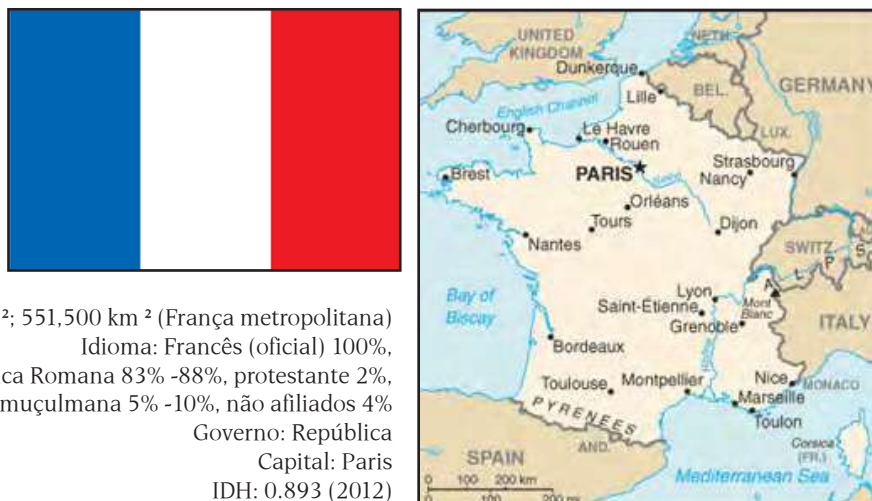 ²; 551,500 km ² (França metropolitana)
Idioma: Francês (oficial) 100%,
ca Romana 83% -88%, protestante 2%,
muçulmana 5% -10%, não afiliados 4%
Governo: República
Capital: Paris
IDH: 0.893 (2012)
UNITED
KINGDOM
NETH.
Dunkerque
GERMANY
BEL.
Lille
English Channel
Cherbourg
Le Havre
LUX.
Rouen
PARIS
Strasbourg
Brest
Nancy
Seine
Orléans
Tours
Dijon
Nantes
SWITZ.
A L P S
Lyon
Bay of
Biscay
Saint-Étienne
Mont
Blanc
Grenoble
ITALY
Bordeaux
Rhône
Toulouse
Montpellier
Nice
MONACO
Marseille
PYRENEES
Toulon
AND.
Corsica
(FR.)
SPAIN
Mediterranean Sea
0 100 200 km
0 100 200 mi